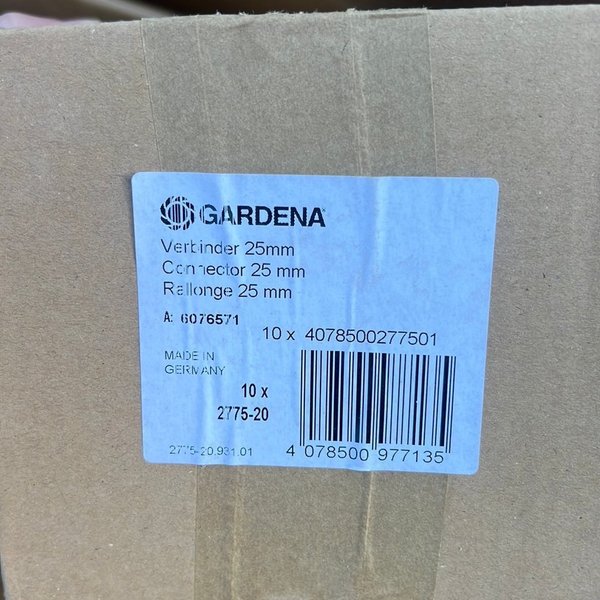 GARDENA
Verbinder 25mm
Connector 25 mm
Rallonge 25 mm
A: 6076571
10 x 4078500277501
MADE IN
GERMANY
10 x
2775-20
2775-20.931.01
4 078500 977135